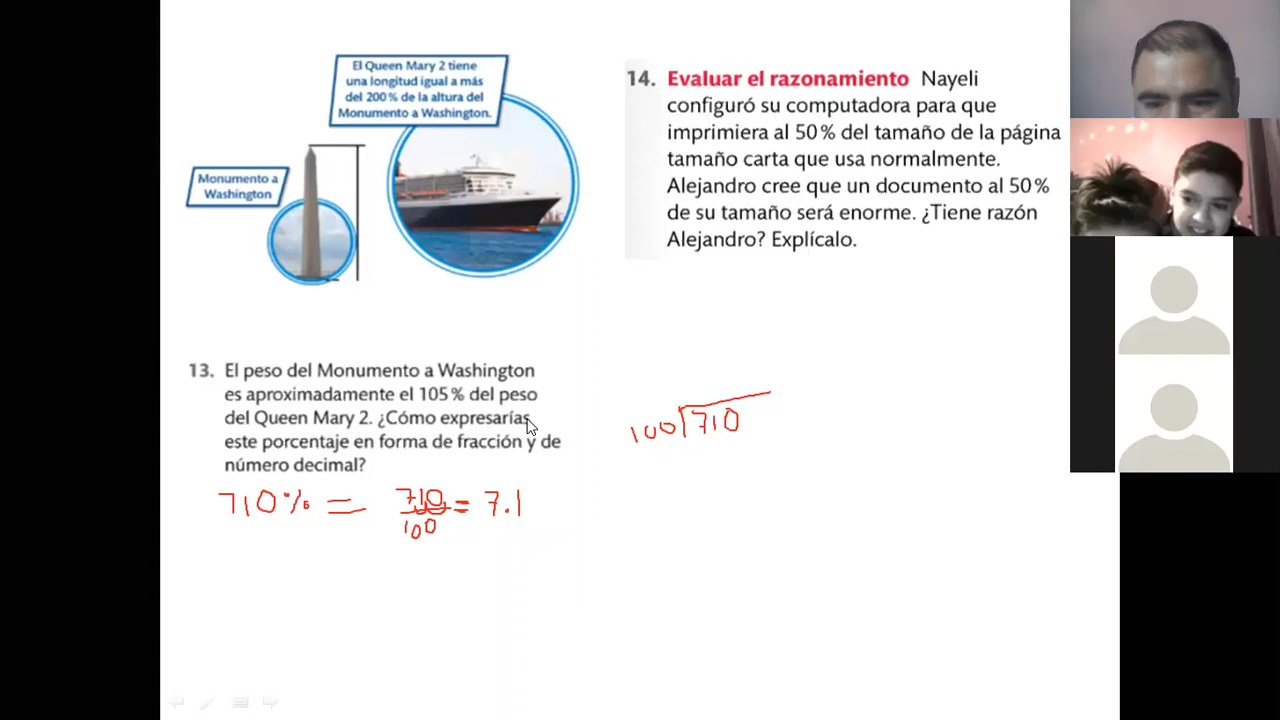 El Queen Mary 2 tiene
una longitud igual a más
del 200% de la altura del
Monumento a Washington.
Monumento a
Washington
13. El peso del Monumento a Washington
es aproximadamente el 105% del peso
del Queen Mary 2. ¿Cómo expresarías
este porcentaje en forma de fracción y de
número decimal?
710% = 710/100 = 7.1
14. Evaluar el razonamiento Nayeli
configuró su computadora para que
imprimiera al 50% del tamaño de la página
tamaño carta que usa normalmente.
Alejandro cree que un documento al 50%
de su tamaño será enorme. ¿Tiene razón
Alejandro? Explícalo.
100 710